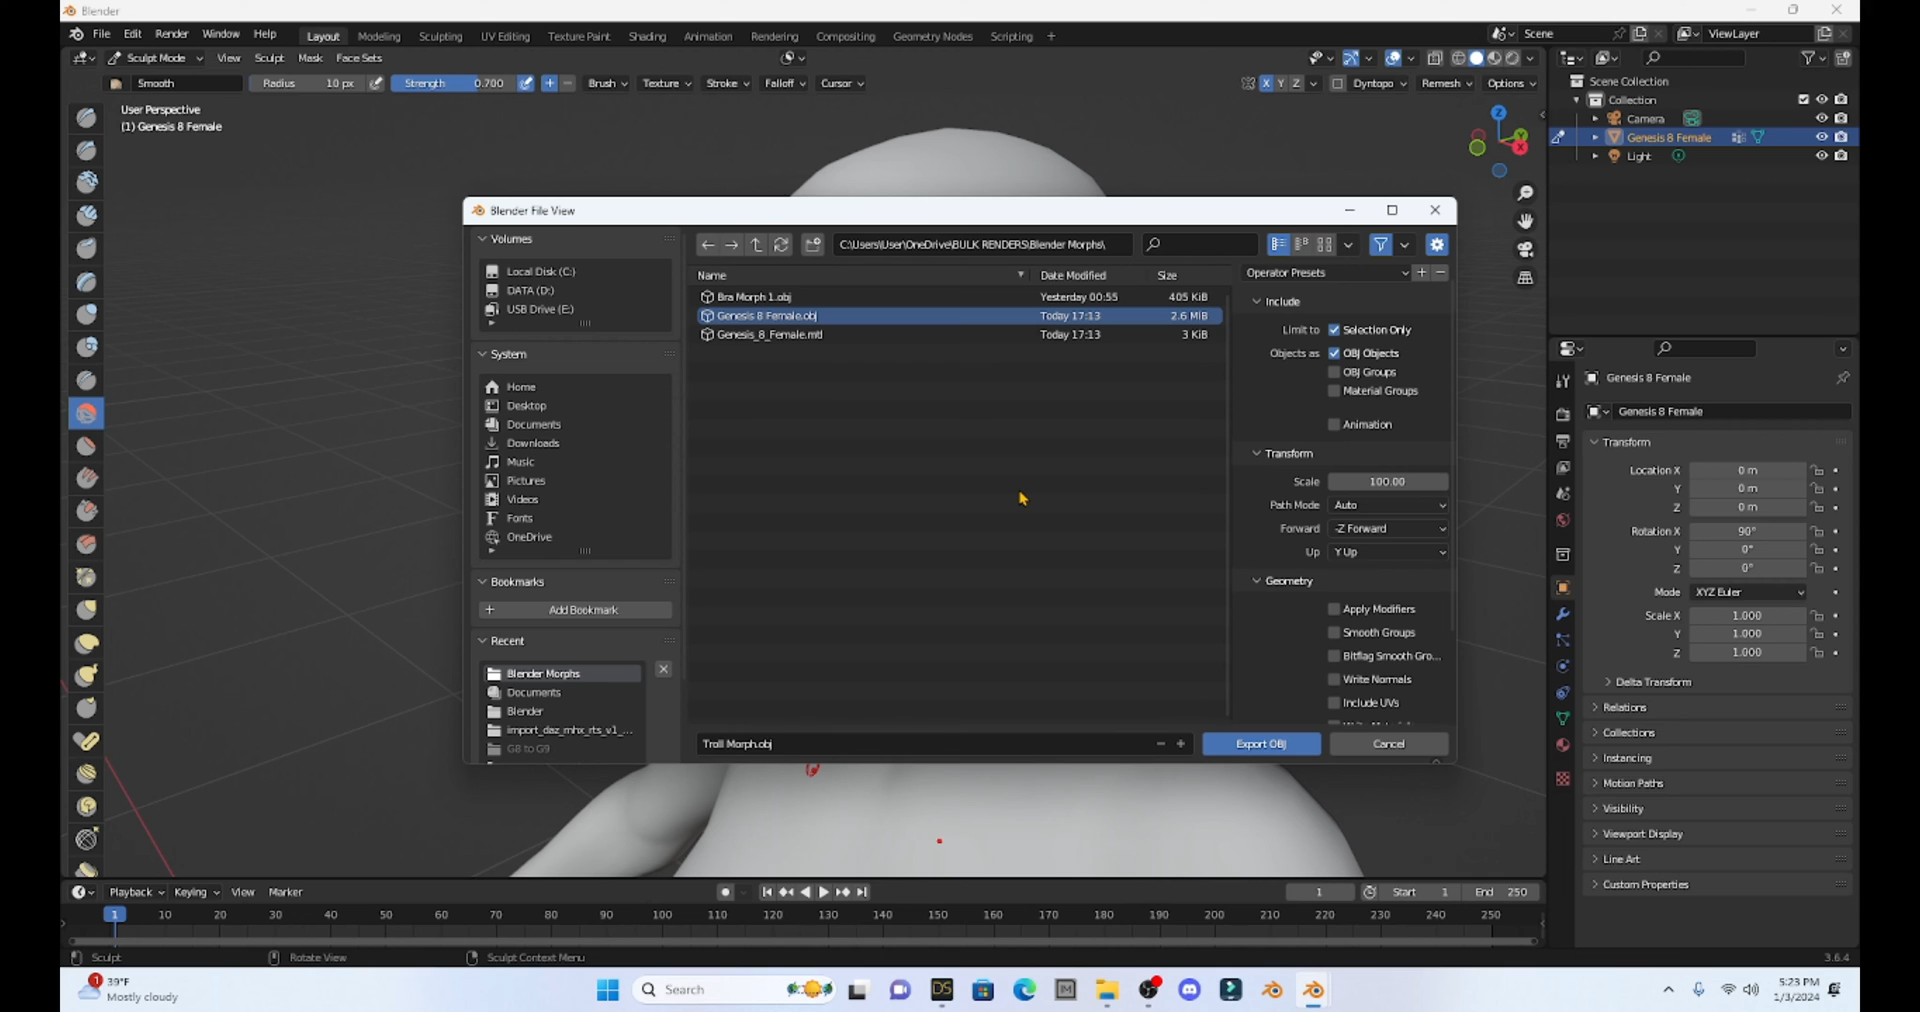 Blender
File Edit Render Window Help Layout Modeling Sculpting UV Editing Texture Paint Shading Animation Rendering Compositing Geometry Nodes Scripting + Scene ViewLayer
Sculpt Mode View Sculpt Mask Face Sets
Smooth Radius 10 px Strength 0.700 Brush Texture Stroke Falloff Cursor X Y Z Dyntopo Remesh Options
User Perspective
(1) Genesis 8 Female
Scene Collection
Collection
Camera
Genesis 8 Female
Light
Blender File View
Volumes
Local Disk (C:)
DATA (D:)
USB Drive (E:)
System
Home
Desktop
Documents
Downloads
Music
Pictures
Videos
Fonts
OneDrive
Bookmarks
Add Bookmark
Recent
Blender Morphs
Documents
Blender
import_daz_mhx_rts_v1_...
G8 to G9
C:\Users\User\OneDrive\BULK RENDERS\Blender Morphs\
Name Date Modified Size
Bra Morph 1.obj Yesterday 00:55 405 KiB
Genesis 8 Female.obj Today 17:13 2.6 MiB
Genesis_8_Female.mtl Today 17:13 3 KiB
Operator Presets
Include
Limit to Selection Only
Objects as OBJ Objects
OBJ Groups
Material Groups
Animation
Transform
Scale 100.00
Path Mode Auto
Forward -Z Forward
Up Y Up
Geometry
Apply Modifiers
Smooth Groups
Bitflag Smooth Gro...
Write Normals
Include UVs
Troll Morph.obj Export OBJ Cancel
Genesis 8 Female
Genesis 8 Female
Transform
Location X 0 m
Y 0 m
Z 0 m
Rotation X 90°
Y 0°
Z 0°
Mode XYZ Euler
Scale X 1.000
Y 1.000
Z 1.000
Delta Transform
Relations
Collections
Instancing
Motion Paths
Visibility
Viewport Display
Line Art
Custom Properties
Playback Keying View Marker 1 Start 1 End 250
1 10 20 30 40 50 60 70 80 90 100 110 120 130 140 150 160 170 180 190 200 210 220 230 240 250
Sculpt Rotate View Sculpt Context Menu 3.6.4
1 39°F
Mostly cloudy
Search
DS
5:23 PM
1/3/2024